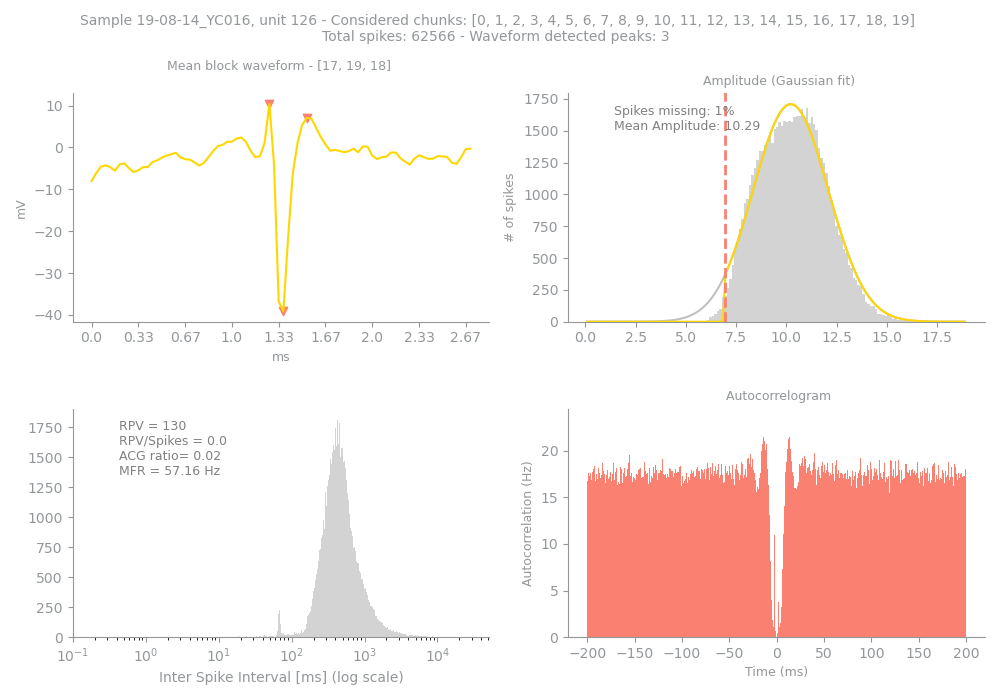 Sample 19-08-14_YC016, unit 126 - Considered chunks: [0, 1, 2, 3, 4, 5, 6, 7, 8, 9, 10, 11, 12, 13, 14, 15, 16, 17, 18, 19]
Total spikes: 62566 - Waveform detected peaks: 3
Mean block waveform - [17, 19, 18]
10
0
−10
−20
−30
−40
mV
0.0 0.33 0.67 1.0 1.33 1.67 2.0 2.33 2.67
ms
Amplitude (Gaussian fit)
Spikes missing: 1%
Mean Amplitude: 10.29
1750
1500
1250
1000
750
500
250
0
# of spikes
0.0 2.5 5.0 7.5 10.0 12.5 15.0 17.5
RPV = 130
RPV/Spikes = 0.0
ACG ratio= 0.02
MFR = 57.16 Hz
1750
1500
1250
1000
750
500
250
0
10⁻¹ 10⁰ 10¹ 10² 10³ 10⁴
Inter Spike Interval [ms] (log scale)
Autocorrelogram
20
15
10
5
0
Autocorrelation (Hz)
−200 −150 −100 −50 0 50 100 150 200
Time (ms)